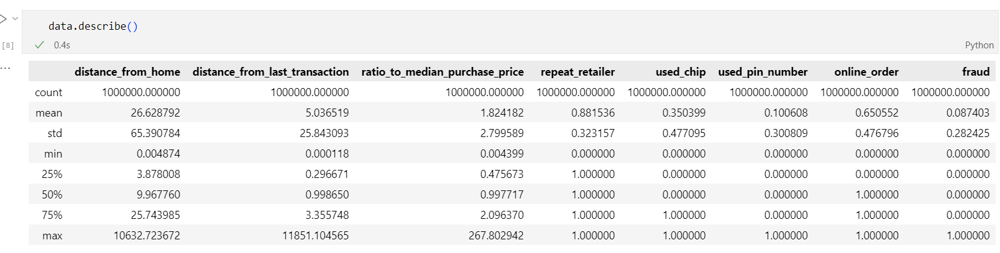 data.describe()
[8] 0.4s Python
... distance_from_home distance_from_last_transaction ratio_to_median_purchase_price repeat_retailer used_chip used_pin_number online_order fraud
count 1000000.000000 1000000.000000 1000000.000000 1000000.000000 1000000.000000 1000000.000000 1000000.000000 1000000.000000
mean 26.628792 5.036519 1.824182 0.881536 0.350399 0.100608 0.650552 0.087403
std 65.390784 25.843093 2.799589 0.323157 0.477095 0.300809 0.476796 0.282425
min 0.004874 0.000118 0.004399 0.000000 0.000000 0.000000 0.000000 0.000000
25% 3.878008 0.296671 0.475673 1.000000 0.000000 0.000000 0.000000 0.000000
50% 9.967760 0.998650 0.997717 1.000000 0.000000 0.000000 1.000000 0.000000
75% 25.743985 3.355748 2.096370 1.000000 1.000000 0.000000 1.000000 0.000000
max 10632.723672 11851.104565 267.802942 1.000000 1.000000 1.000000 1.000000 1.000000